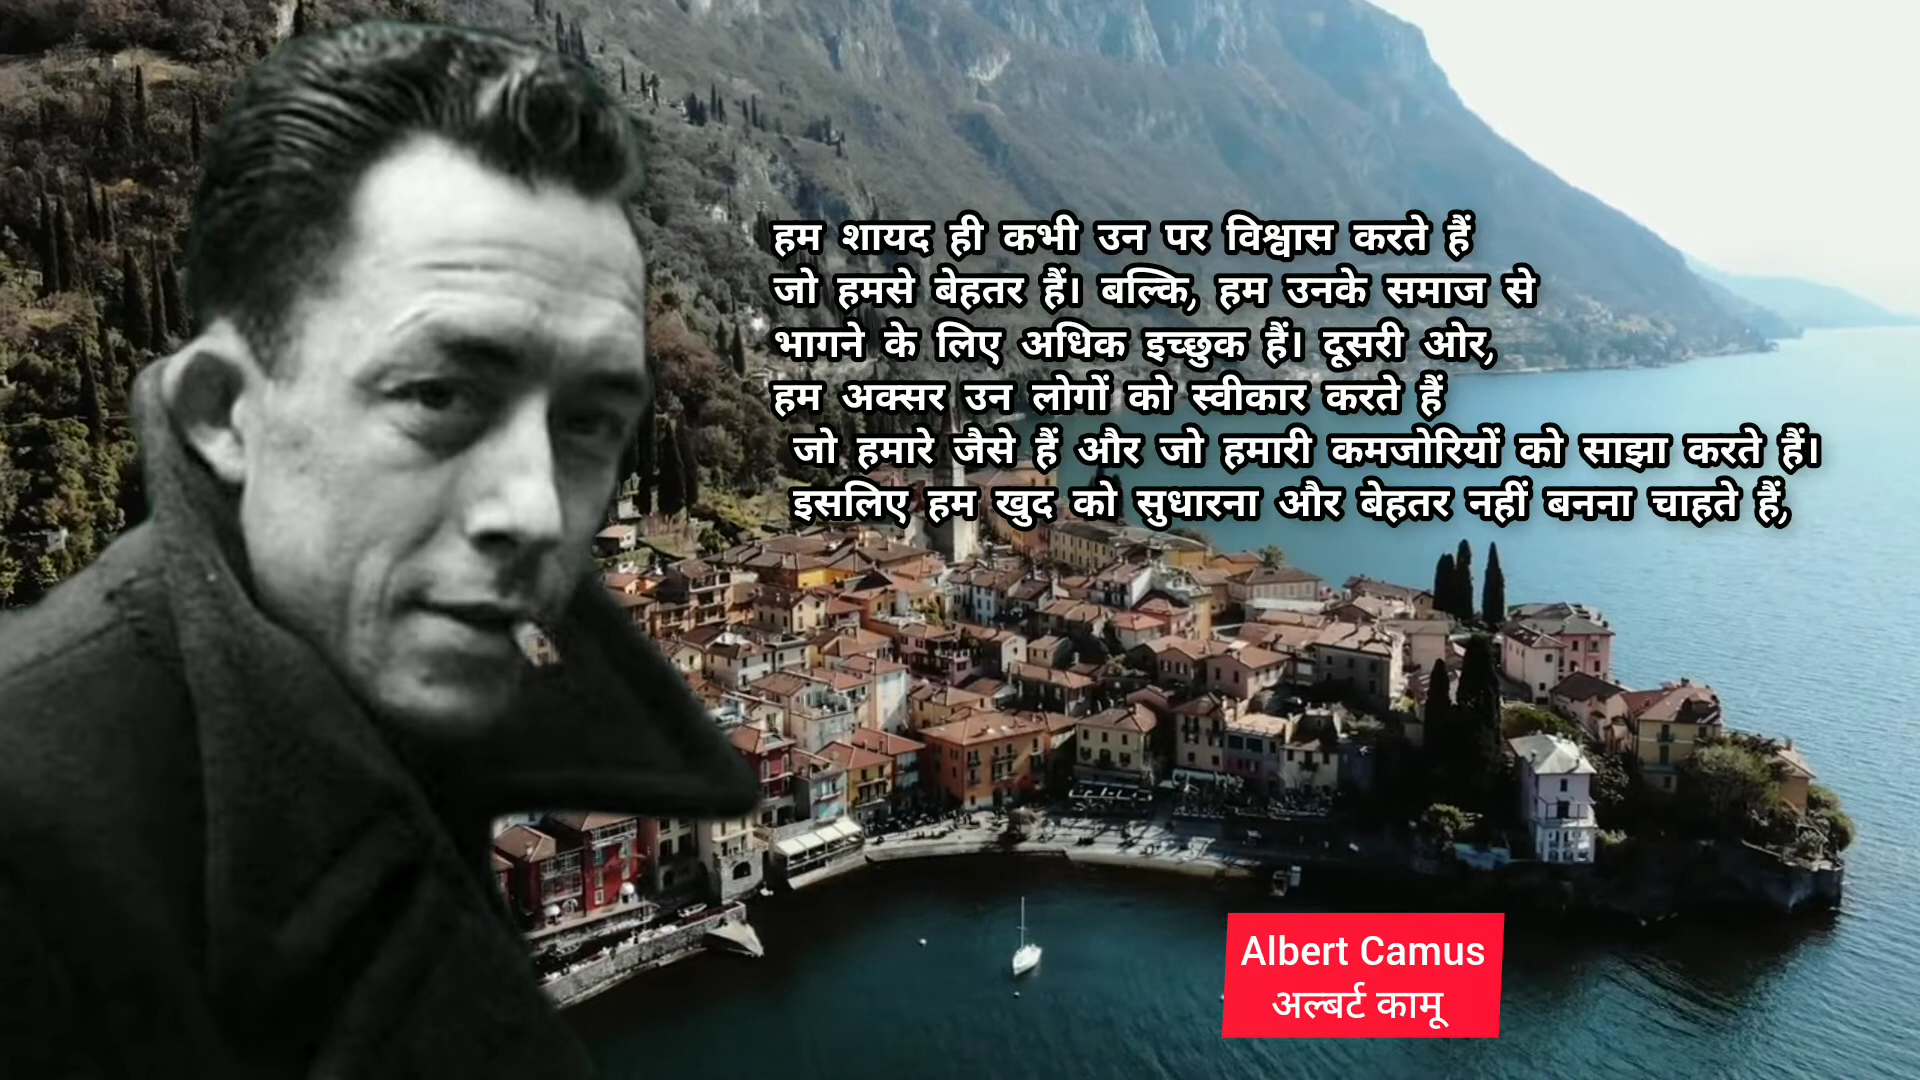 हम शायद ही कभी उन पर विश्वास करते हैं
जो हमसे बेहतर हैं। बल्कि, हम उनके समाज से
भागने के लिए अधिक इच्छुक हैं। दूसरी ओर,
हम अक्सर उन लोगों को स्वीकार करते हैं
जो हमारे जैसे हैं और जो हमारी कमजोरियों को साझा करते हैं।
इसलिए हम खुद को सुधारना और बेहतर नहीं बनना चाहते हैं,
Albert Camus
अल्बर्ट कामू